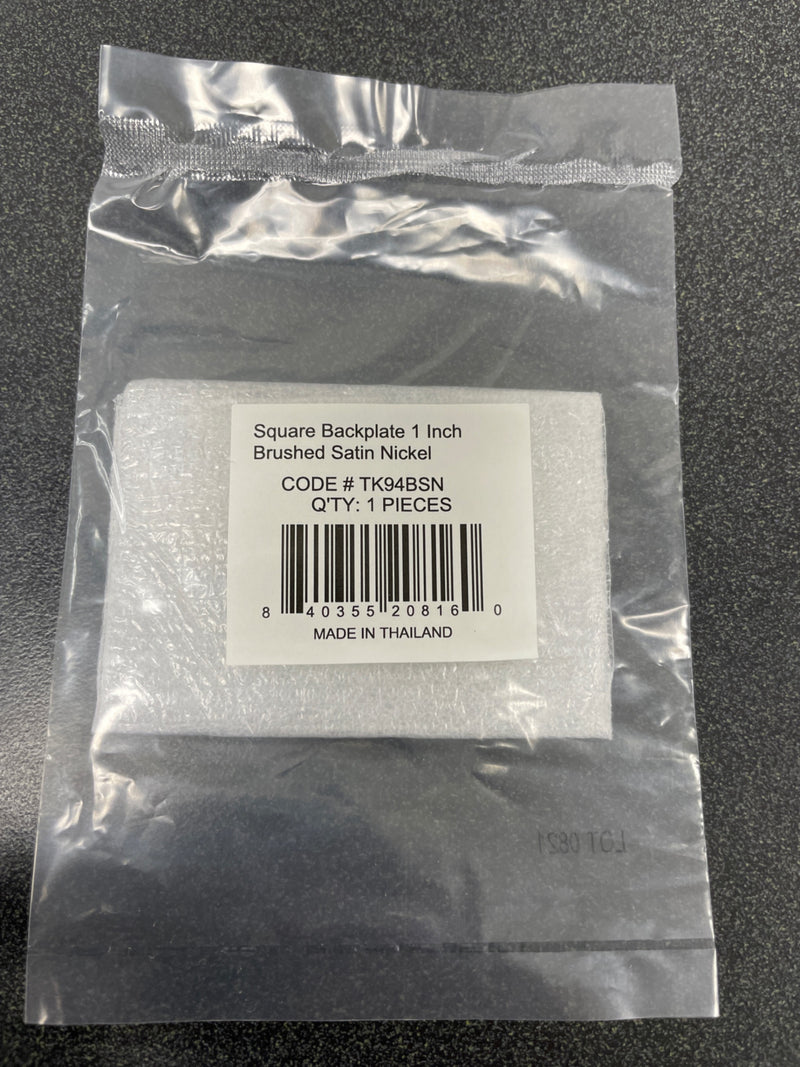 Square Backplate 1 Inch
Brushed Satin Nickel
CODE # TK94BSN
Q'TY: 1 PIECES
8 40355 20816 0
MADE IN THAILAND
LOT 0821